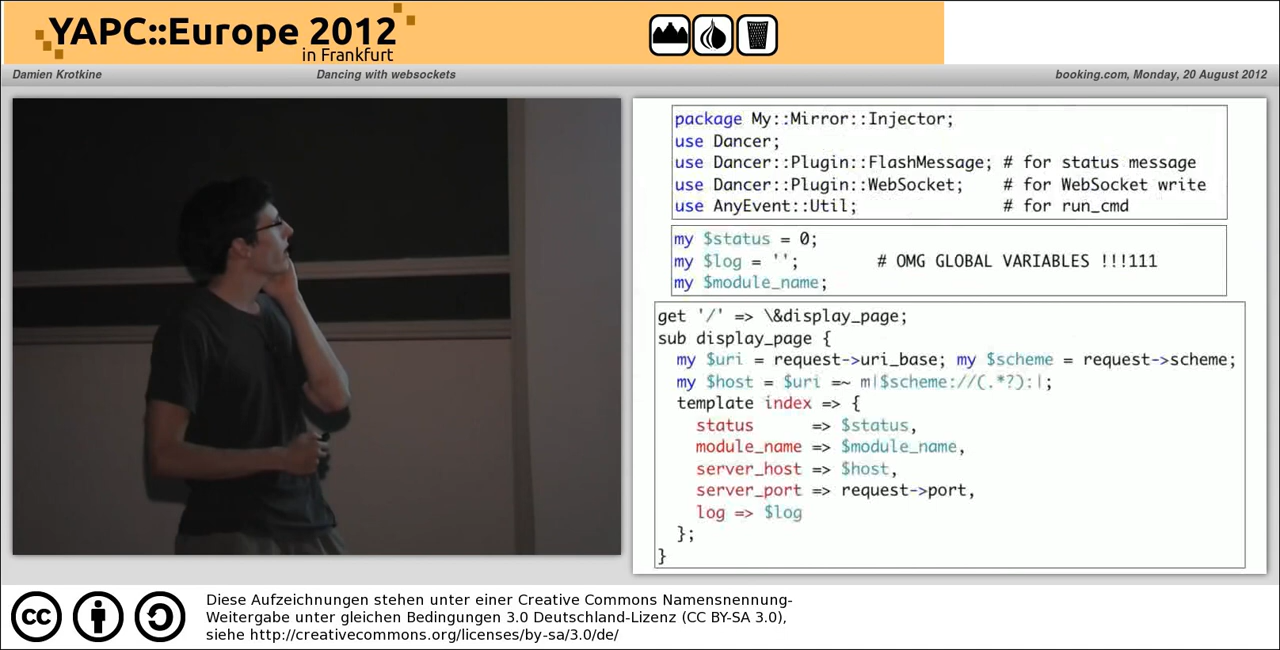 YAPC::Europe 2012
in Frankfurt
Damien Krotkine
Dancing with websockets
booking.com, Monday, 20 August 2012
package My::Mirror::Injector;
use Dancer;
use Dancer::Plugin::FlashMessage; # for status message
use Dancer::Plugin::WebSocket;    # for WebSocket write
use AnyEvent::Util;               # for run_cmd
my $status = 0;
my $log = '';        # OMG GLOBAL VARIABLES !!!111
my $module_name;
get '/' => \&display_page;
sub display_page {
  my $uri = request->uri_base; my $scheme = request->scheme;
  my $host = $uri =~ m|$scheme://(.*?):|;
  template index => {
    status      => $status,
    module_name => $module_name,
    server_host => $host,
    server_port => request->port,
    log => $log
  };
}
cc
Diese Aufzeichnungen stehen unter einer Creative Commons Namensnennung-
Weitergabe unter gleichen Bedingungen 3.0 Deutschland-Lizenz (CC BY-SA 3.0),
siehe http://creativecommons.org/licenses/by-sa/3.0/de/